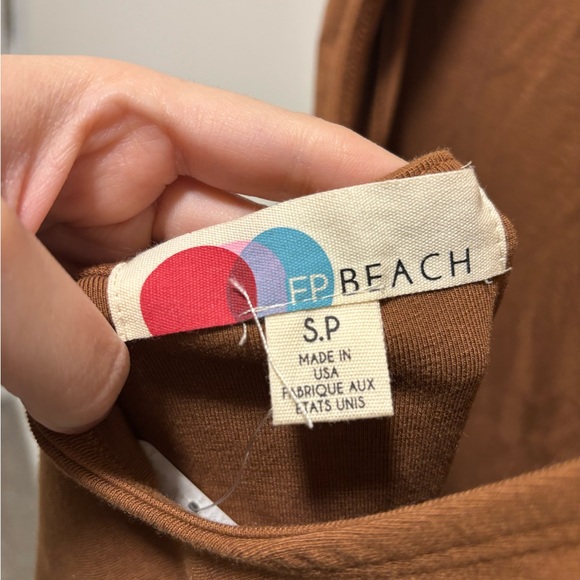 FP BEACH
S.P
MADE IN
USA
FABRIQUE AUX
ETATS UNIS